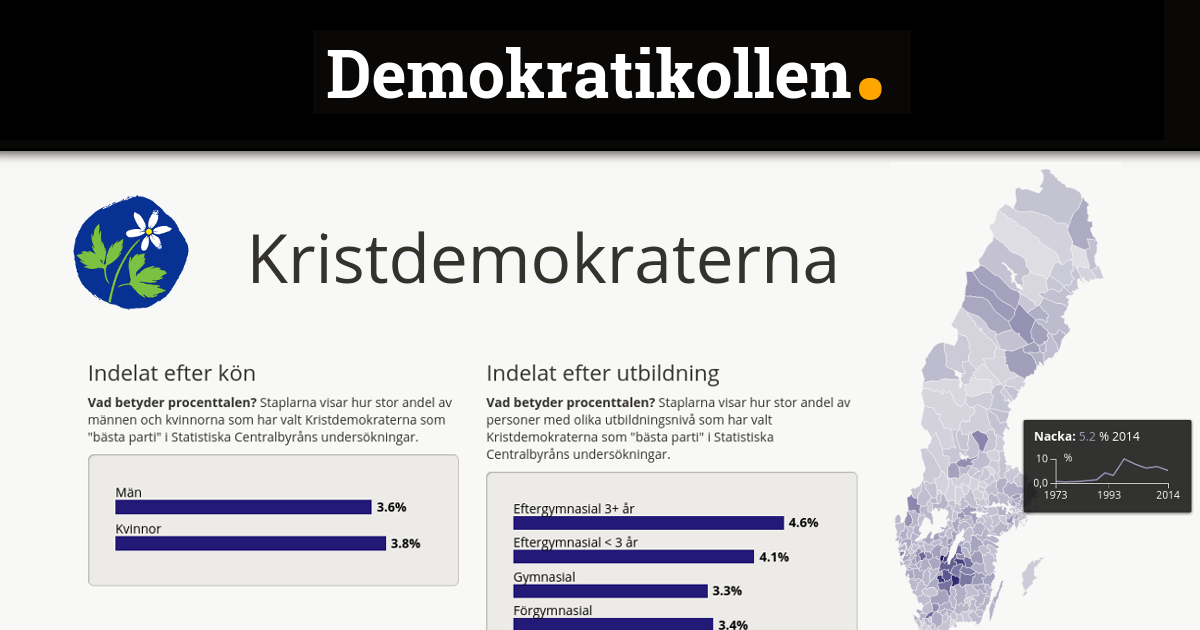 Demokratikollen.
Kristdemokraterna
Indelat efter kön
Vad betyder procenttalen? Staplarna visar hur stor andel av
männen och kvinnorna som har valt Kristdemokraterna som
"bästa parti" i Statistiska Centralbyråns undersökningar.
Män
3.6%
Kvinnor
3.8%
Indelat efter utbildning
Vad betyder procenttalen? Staplarna visar hur stor andel av
personer med olika utbildningsnivå som har valt
Kristdemokraterna som "bästa parti" i Statistiska
Centralbyråns undersökningar.
Eftergymnasial 3+ år
4.6%
Eftergymnasial < 3 år
4.1%
Gymnasial
3.3%
Förgymnasial
3.4%
Nacka: 5.2 % 2014
10 %
0,0
1973 1993 2014